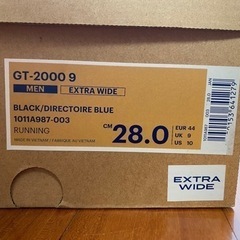 GT-2000 9
MEN EXTRA WIDE
BLACK/DIRECTOIRE BLUE
1011A987-003
RUNNING
MADE IN VIETNAM / FABRIQUÉ AU VIETNAM
CM 28.0
EUR 44
UK 9
US 10
EXTRA WIDE